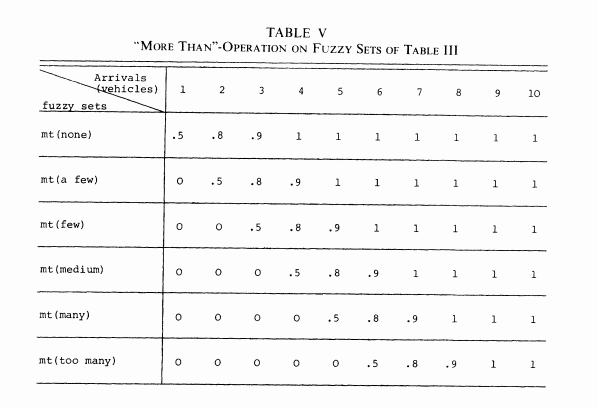 TABLE V
"MORE THAN"-OPERATION ON FUZZY SETS OF TABLE III
Arrivals
(vehicles) 1 2 3 4 5 6 7 8 9 10
fuzzy sets
mt(none) .5 .8 .9 1 1 1 1 1 1 1
mt(a few) 0 .5 .8 .9 1 1 1 1 1 1
mt(few) 0 0 .5 .8 .9 1 1 1 1 1
mt(medium) 0 0 0 .5 .8 .9 1 1 1 1
mt(many) 0 0 0 0 .5 .8 .9 1 1 1
mt(too many) 0 0 0 0 0 .5 .8 .9 1 1